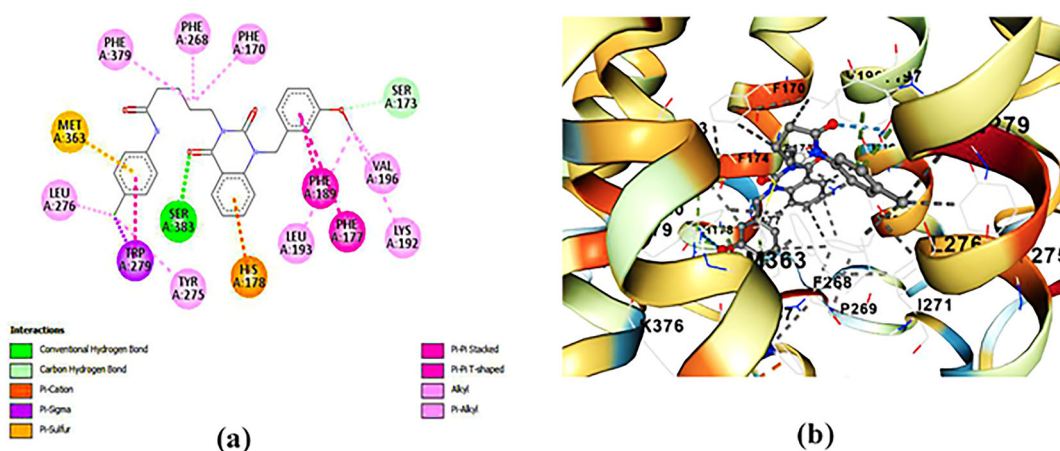 PHE
A:379
PHE
A:268
PHE
A:170
SER
A:173
MET
A:363
LEU
A:276
SER
A:383
PHE
A:189
VAL
A:196
TRP
A:279
TYR
A:275
HIS
A:178
LEU
A:193
PHE
A:177
LYS
A:192
Interactions
Conventional Hydrogen Bond
Carbon Hydrogen Bond
Pi-Cation
Pi-Sigma
Pi-Sulfur
Pi-Pi Stacked
Pi-Pi T-shaped
Alkyl
Pi-Alkyl
(a)
F170
F174
279
M363
L276
F268
P269
I271
K376
(b)